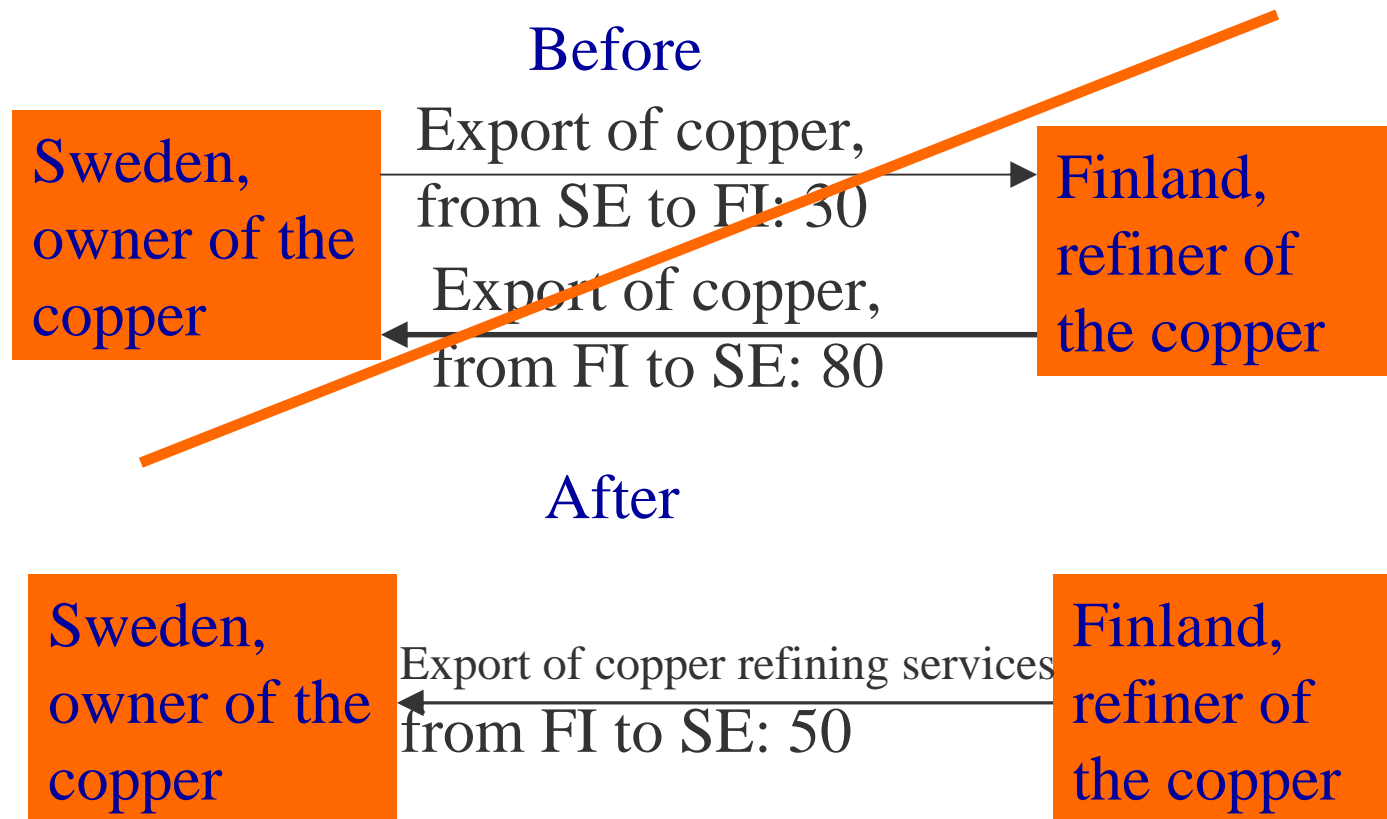 Before
Sweden,
owner of the
copper
Export of copper,
from SE to FI: 30
Export of copper,
from FI to SE: 80
Finland,
refiner of
the copper
After
Sweden,
owner of the
copper
Export of copper refining services
from FI to SE: 50
Finland,
refiner of
the copper